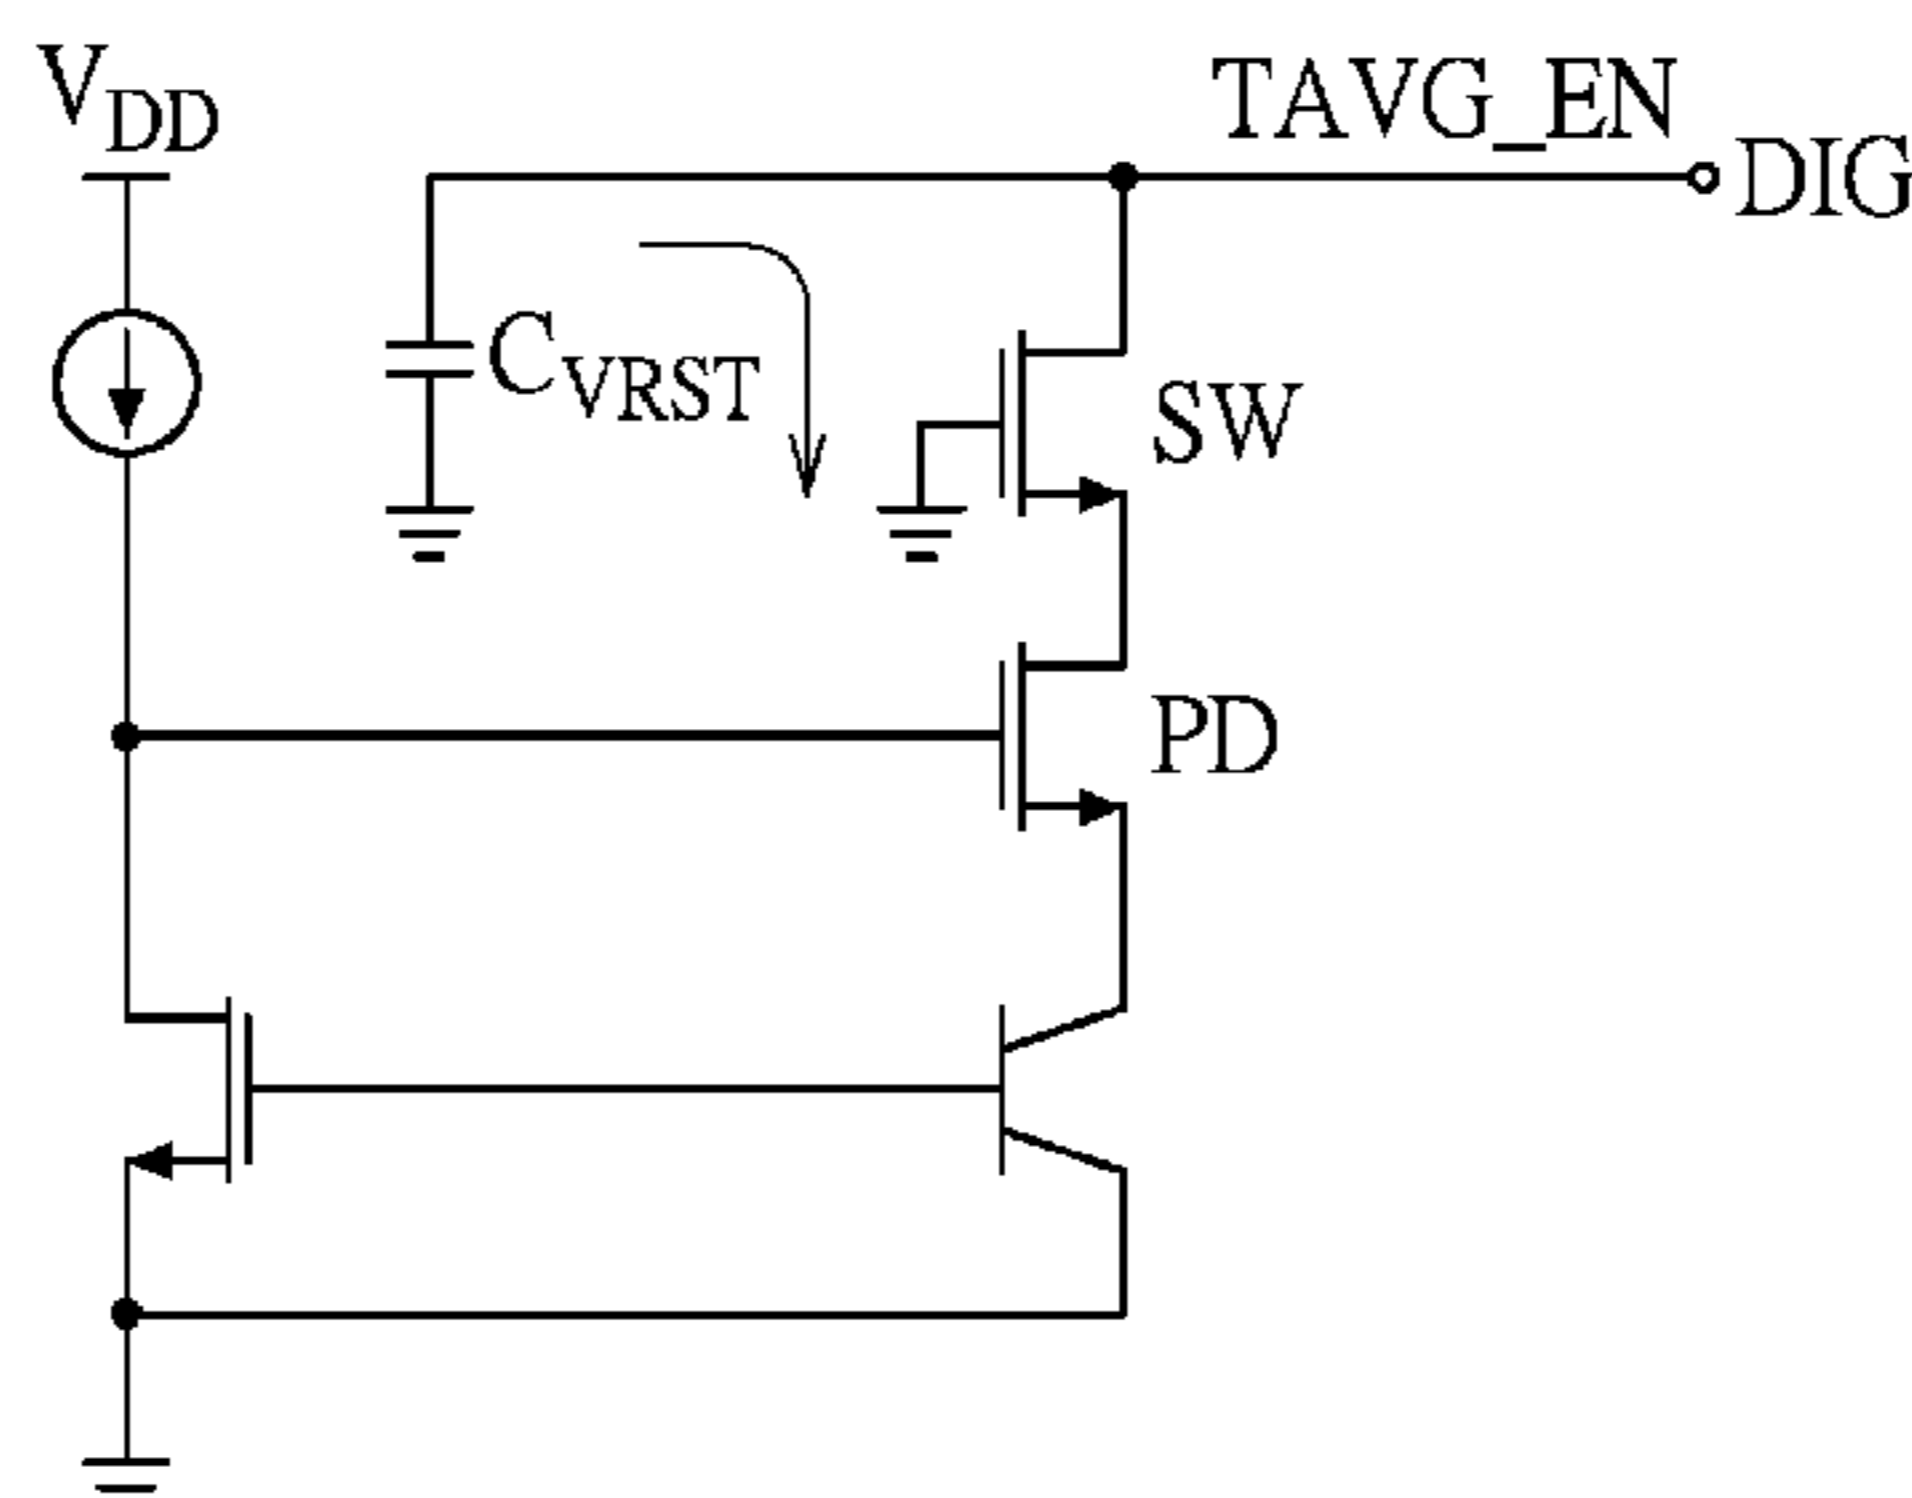 V_DD
TAVG_EN
DIG
C_VRST
SW
PD